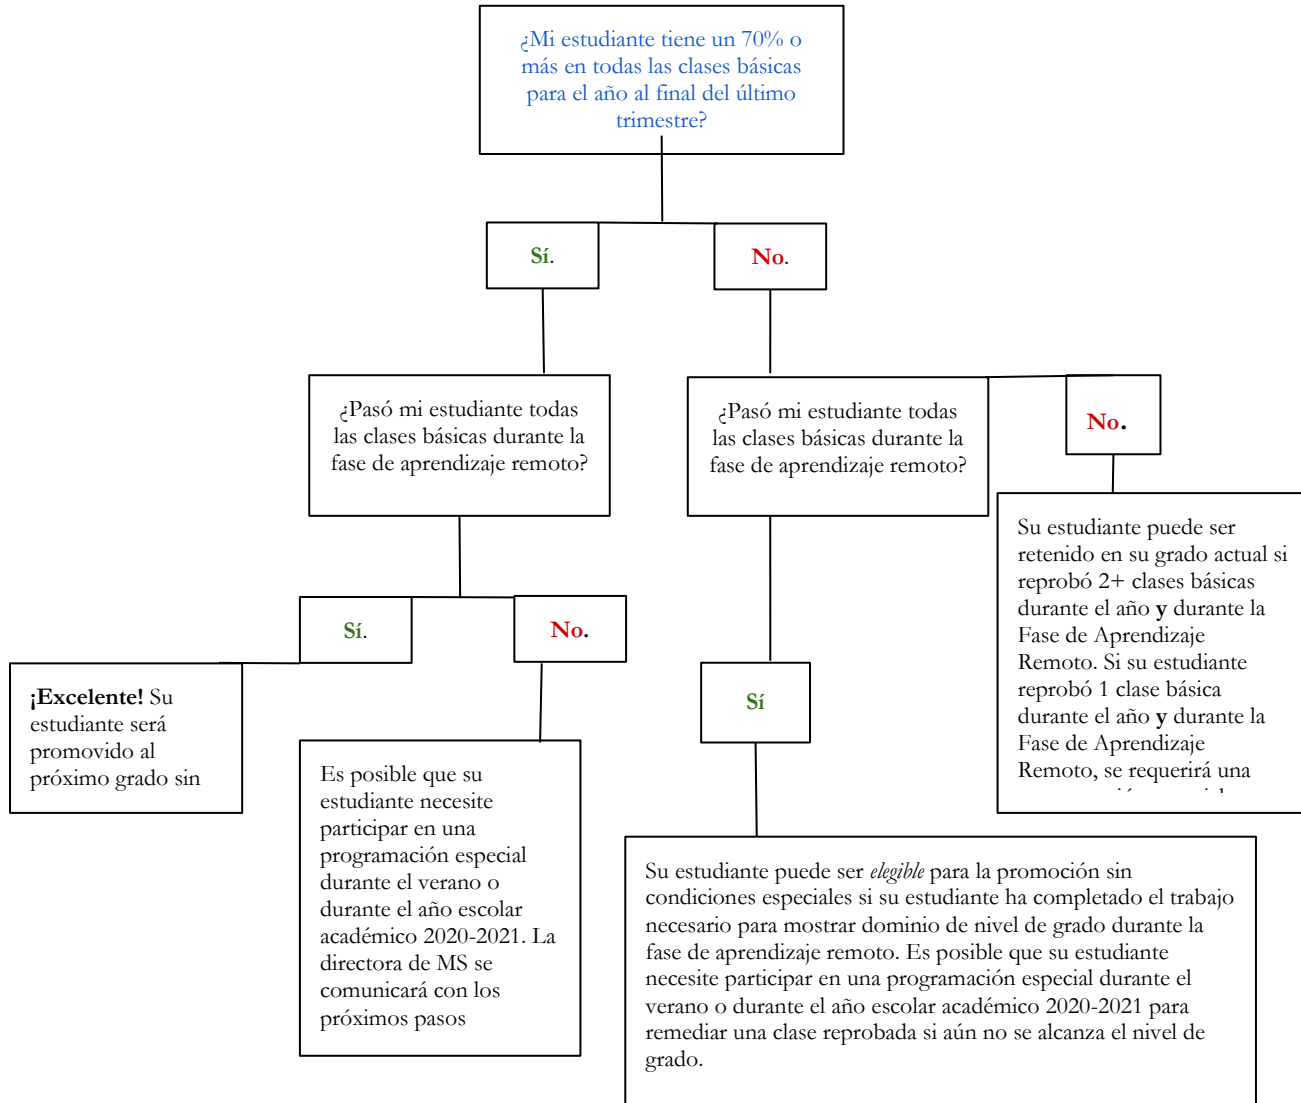 ¿Mi estudiante tiene un 70% o
más en todas las clases básicas
para el año al final del último
trimestre?
Sí.
No.
¿Pasó mi estudiante todas
las clases básicas durante la
fase de aprendizaje remoto?
¿Pasó mi estudiante todas
las clases básicas durante la
fase de aprendizaje remoto?
No.
Su estudiante puede ser
retenido en su grado actual si
reprobó 2+ clases básicas
durante el año y durante la
Fase de Aprendizaje
Remoto. Si su estudiante
reprobó 1 clase básica
durante el año y durante la
Fase de Aprendizaje
Remoto, se requerirá una
Sí.
No.
Sí
¡Excelente! Su
estudiante será
promovido al
próximo grado sin
Es posible que su
estudiante necesite
participar en una
programación especial
durante el verano o
durante el año escolar
académico 2020-2021. La
directora de MS se
comunicará con los
próximos pasos
Su estudiante puede ser elegible para la promoción sin
condiciones especiales si su estudiante ha completado el trabajo
necesario para mostrar dominio de nivel de grado durante la
fase de aprendizaje remoto. Es posible que su estudiante
necesite participar en una programación especial durante el
verano o durante el año escolar académico 2020-2021 para
remediar una clase reprobada si aún no se alcanza el nivel de
grado.